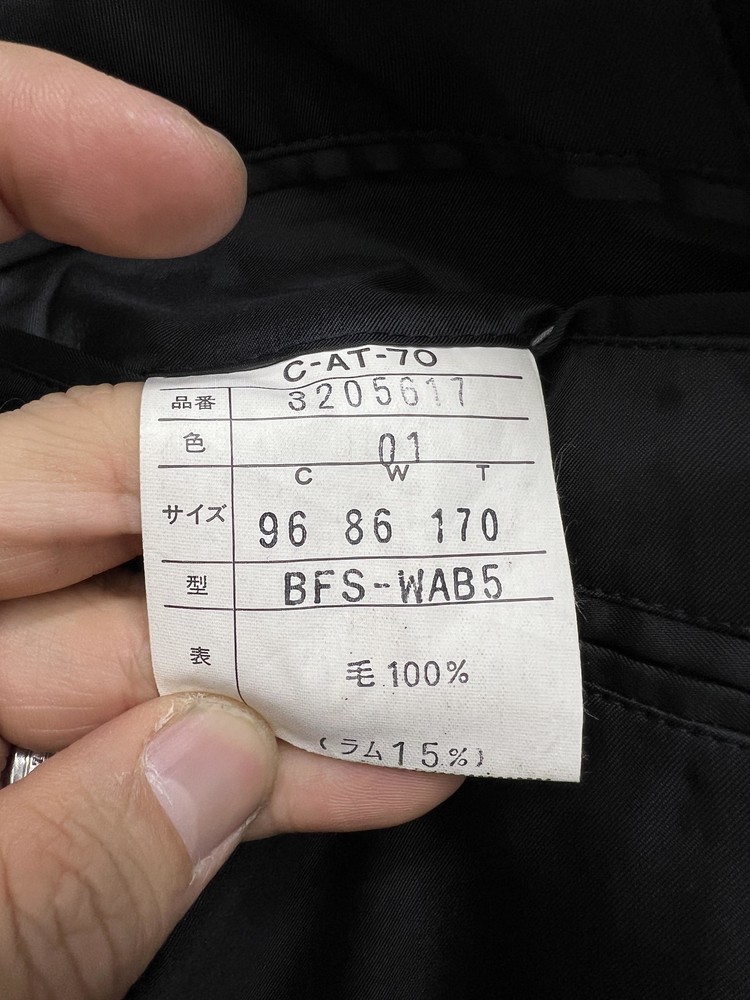 C-AT-70
品番 3205617
色 01
C W T
サイズ 96 86 170
型 BFS-WAB5
表 毛100%
(ラム15%)